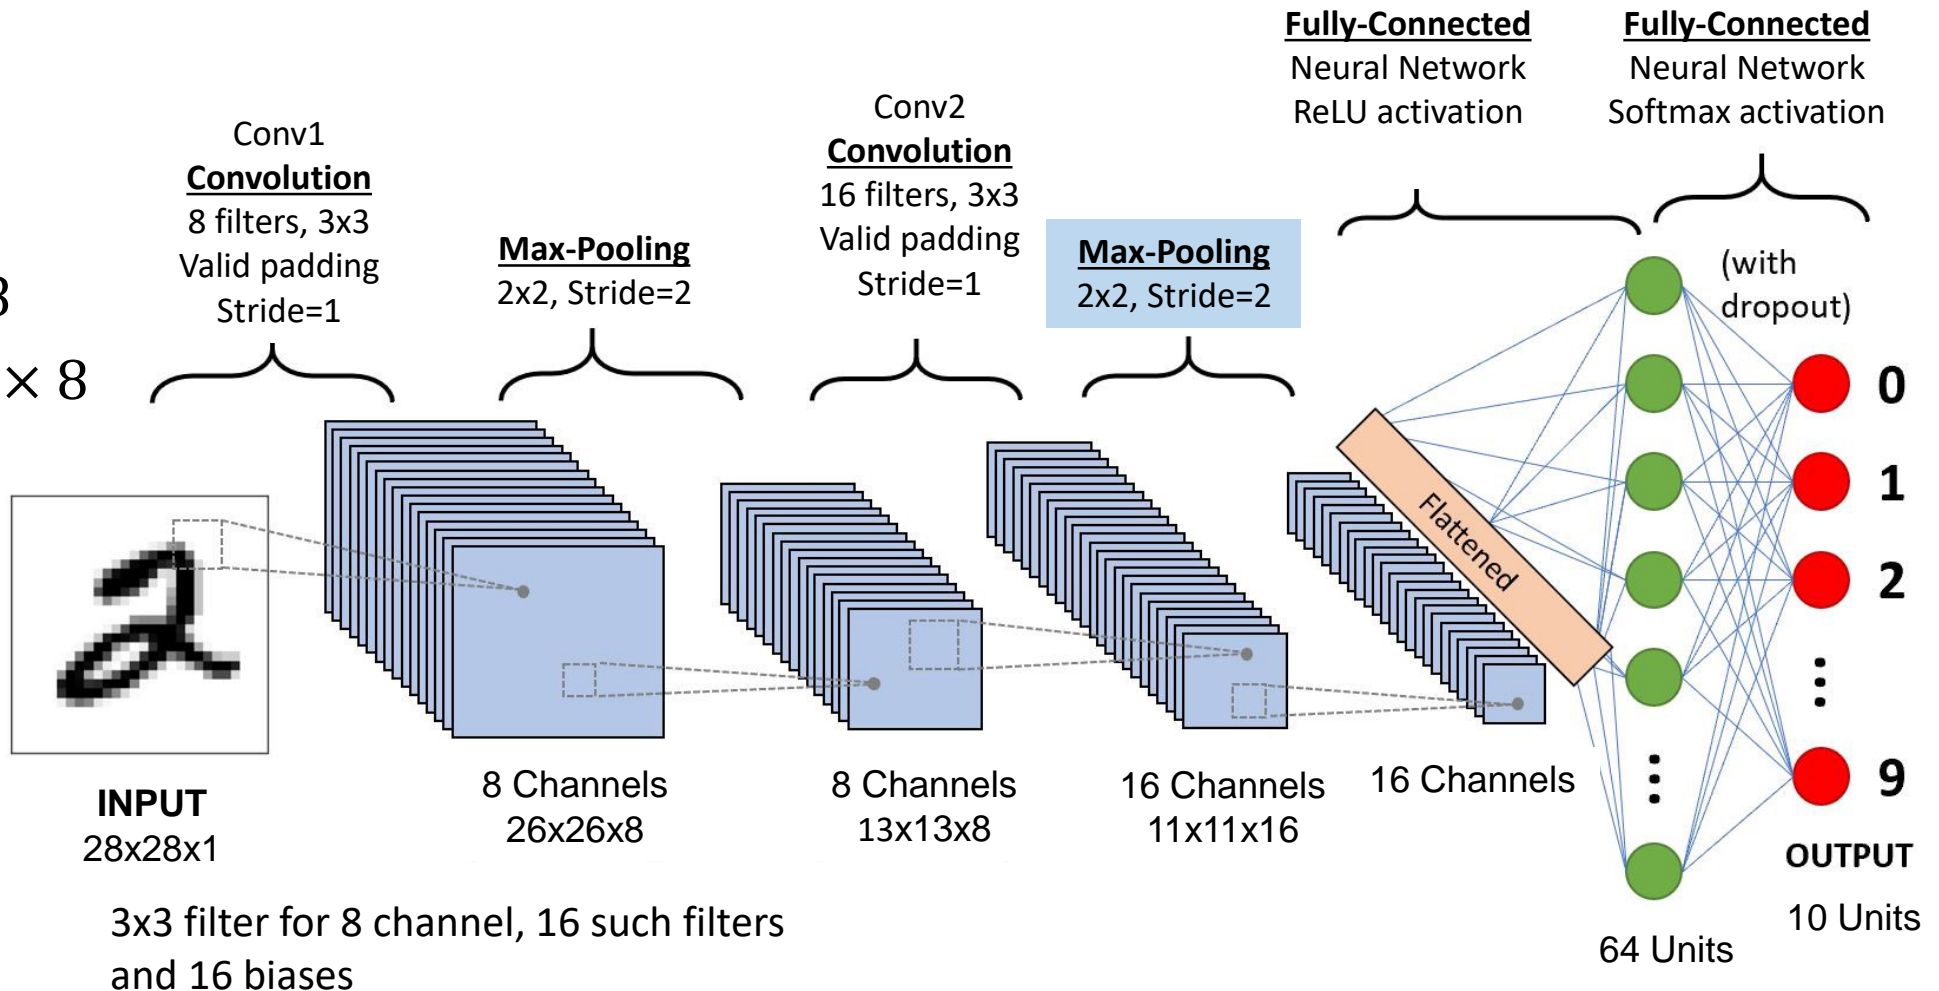 Fully-Connected
Neural Network
ReLU activation
Fully-Connected
Neural Network
Softmax activation
Conv1
Convolution
8 filters, 3x3
Valid padding
Stride=1
Max-Pooling
2x2, Stride=2
Conv2
Convolution
16 filters, 3x3
Valid padding
Stride=1
Max-Pooling
2x2, Stride=2
(with
dropout)
3
× 8
Flattened
0
1
2
9
INPUT
28x28x1
8 Channels
26x26x8
8 Channels
13x13x8
16 Channels
11x11x16
16 Channels
64 Units
OUTPUT
10 Units
3x3 filter for 8 channel, 16 such filters
and 16 biases